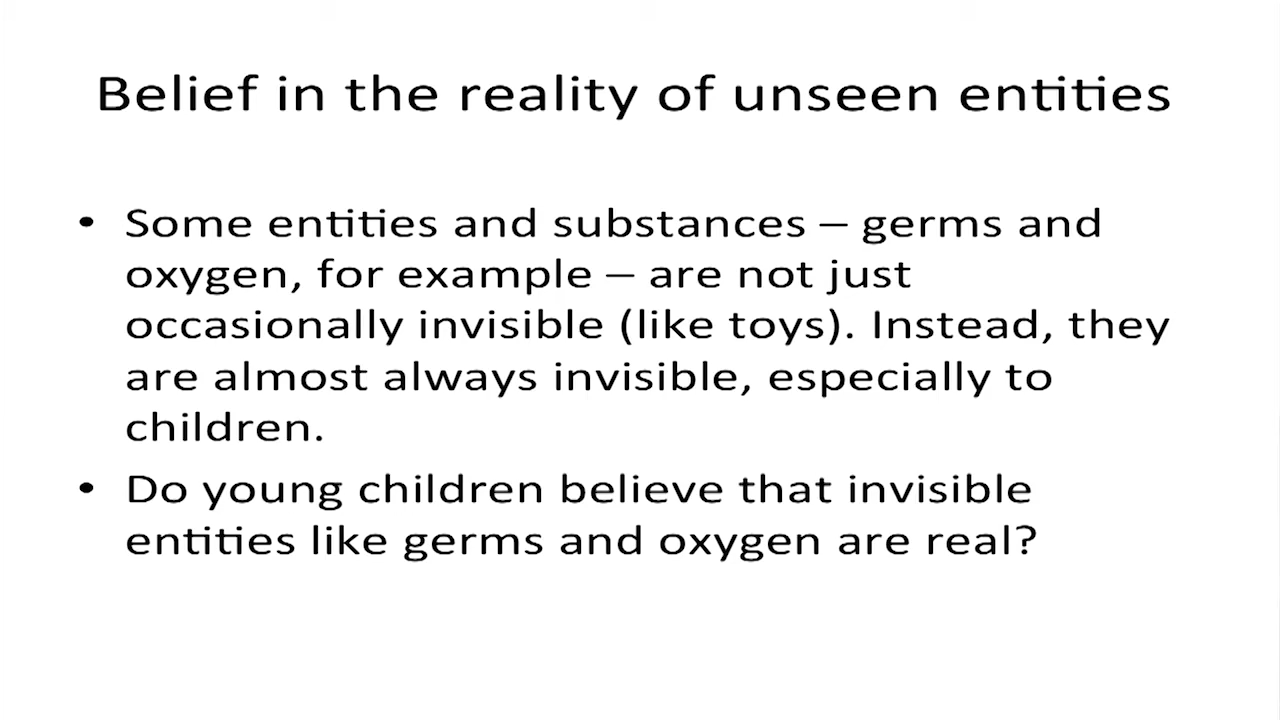 Belief in the reality of unseen entities
• Some entities and substances – germs and
oxygen, for example – are not just
occasionally invisible (like toys). Instead, they
are almost always invisible, especially to
children.
• Do young children believe that invisible
entities like germs and oxygen are real?